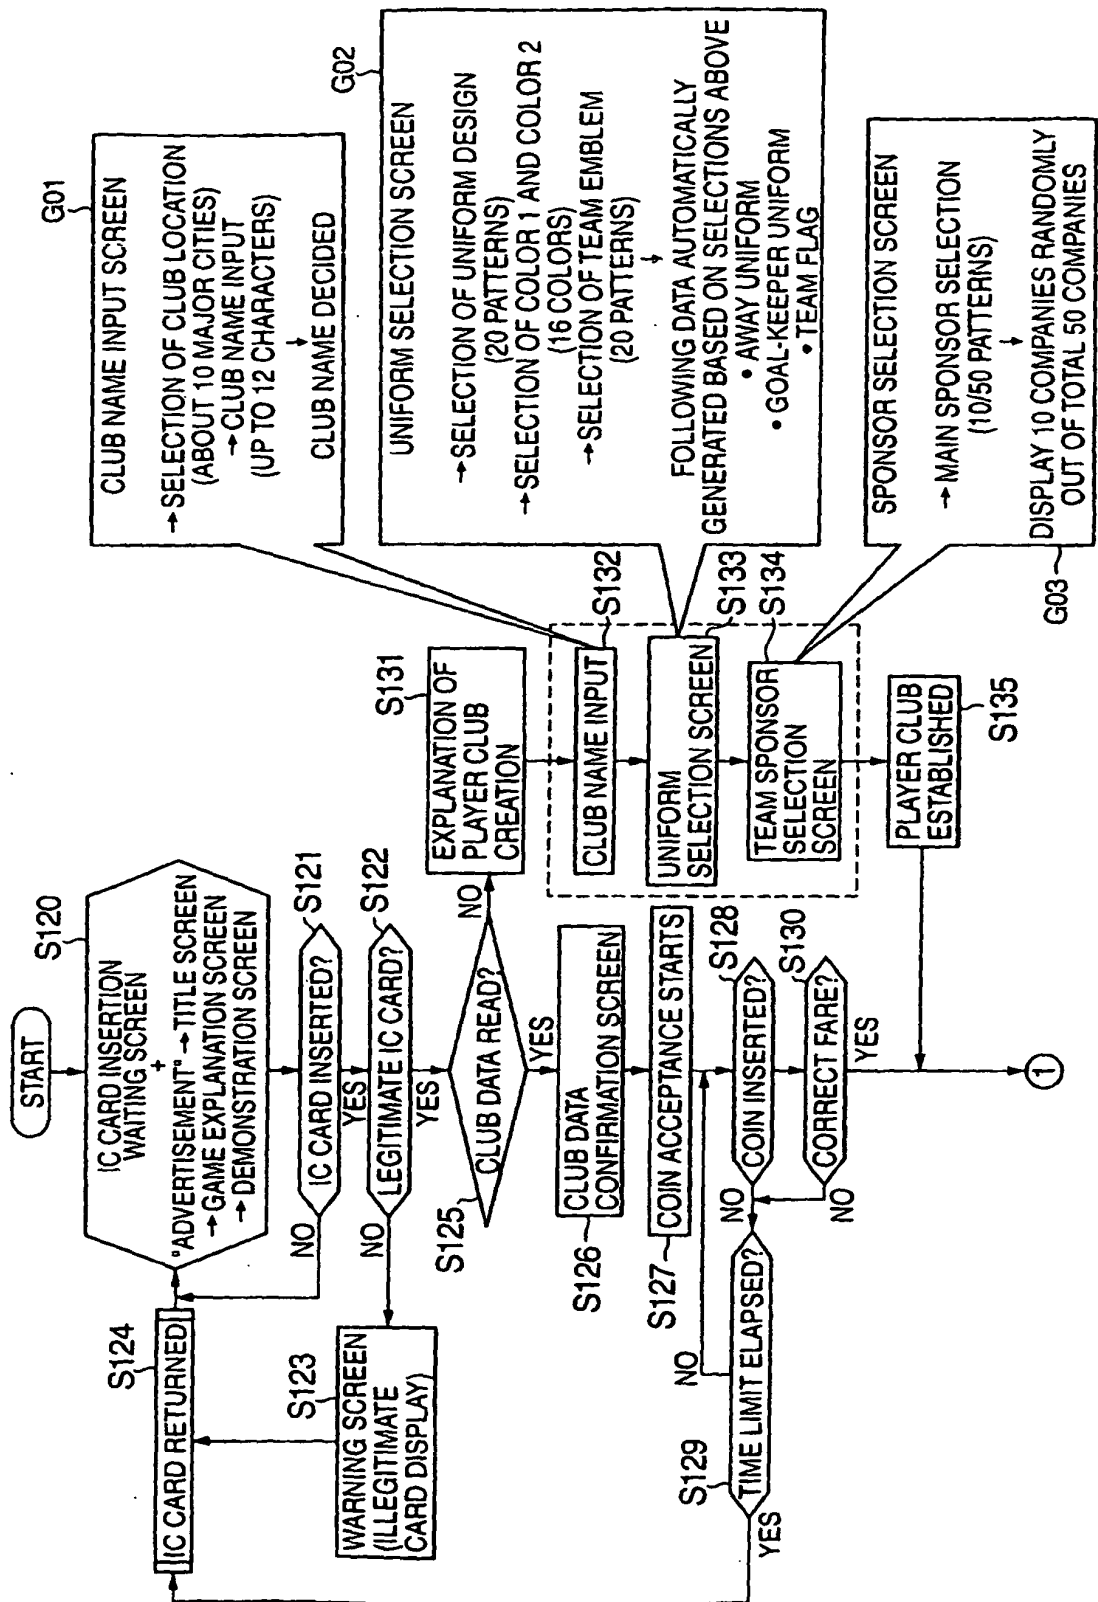 START
S120
IC CARD INSERTION
WAITING SCREEN
+
"ADVERTISEMENT" → TITLE SCREEN
→ GAME EXPLANATION SCREEN
→ DEMONSTRATION SCREEN
S121
IC CARD INSERTED?
NO
YES
S122
LEGITIMATE IC CARD?
NO
YES
S123
WARNING SCREEN
(ILLEGITIMATE
CARD DISPLAY)
S124
IC CARD RETURNED
S125
CLUB DATA READ?
NO
YES
S126
CLUB DATA
CONFIRMATION SCREEN
S127
COIN ACCEPTANCE STARTS
S128
COIN INSERTED?
NO
S130
CORRECT FARE?
NO
YES
S129
TIME LIMIT ELAPSED?
NO
YES
1
S131
EXPLANATION OF
PLAYER CLUB
CREATION
S132
CLUB NAME INPUT
S133
UNIFORM
SELECTION SCREEN
S134
TEAM SPONSOR
SELECTION
SCREEN
S135
PLAYER CLUB
ESTABLISHED
G01
CLUB NAME INPUT SCREEN
→ SELECTION OF CLUB LOCATION
(ABOUT 10 MAJOR CITIES)
→ CLUB NAME INPUT
(UP TO 12 CHARACTERS)
→
CLUB NAME DECIDED
G02
UNIFORM SELECTION SCREEN
→ SELECTION OF UNIFORM DESIGN
(20 PATTERNS)
→ SELECTION OF COLOR 1 AND COLOR 2
(16 COLORS)
→ SELECTION OF TEAM EMBLEM
(20 PATTERNS)
→
FOLLOWING DATA AUTOMATICALLY
GENERATED BASED ON SELECTIONS ABOVE
• AWAY UNIFORM
• GOAL-KEEPER UNIFORM
• TEAM FLAG
G03
SPONSOR SELECTION SCREEN
→ MAIN SPONSOR SELECTION
(10/50 PATTERNS)
→
DISPLAY 10 COMPANIES RANDOMLY
OUT OF TOTAL 50 COMPANIES